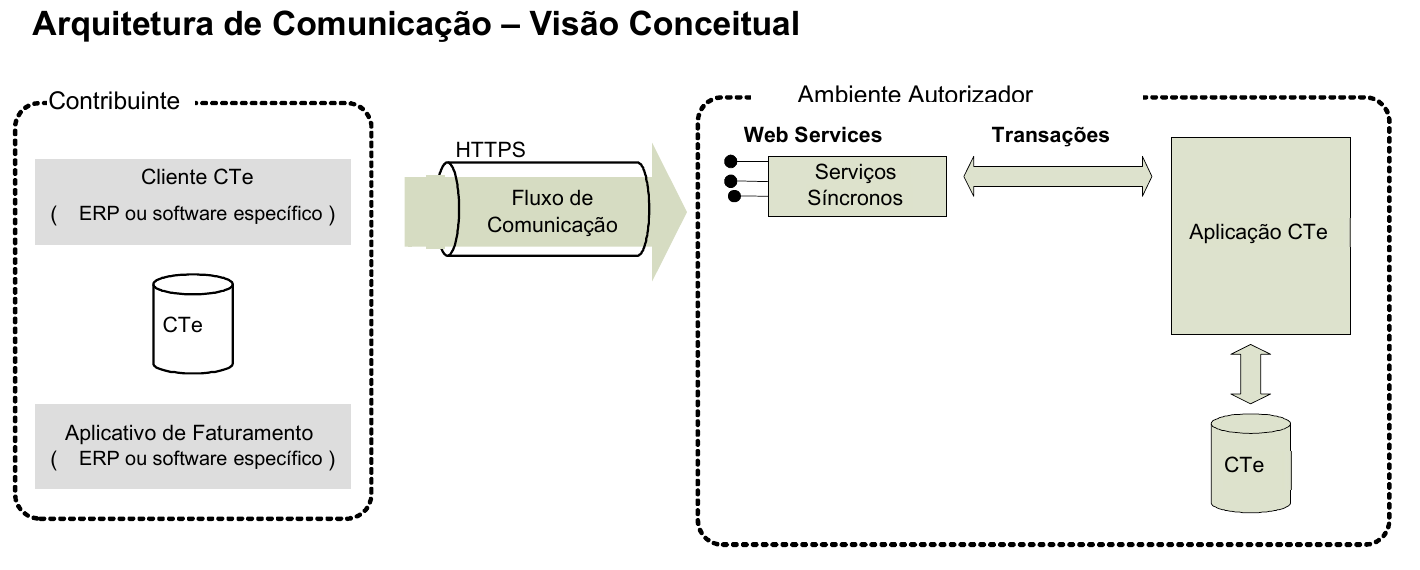 Arquitetura de Comunicação – Visão Conceitual
Contribuinte
Cliente CTe
( ERP ou software específico )
CTe
Aplicativo de Faturamento
( ERP ou software específico )
HTTPS
Fluxo de
Comunicação
Ambiente Autorizador
Web Services
Serviços
Síncronos
Transações
Aplicação CTe
CTe